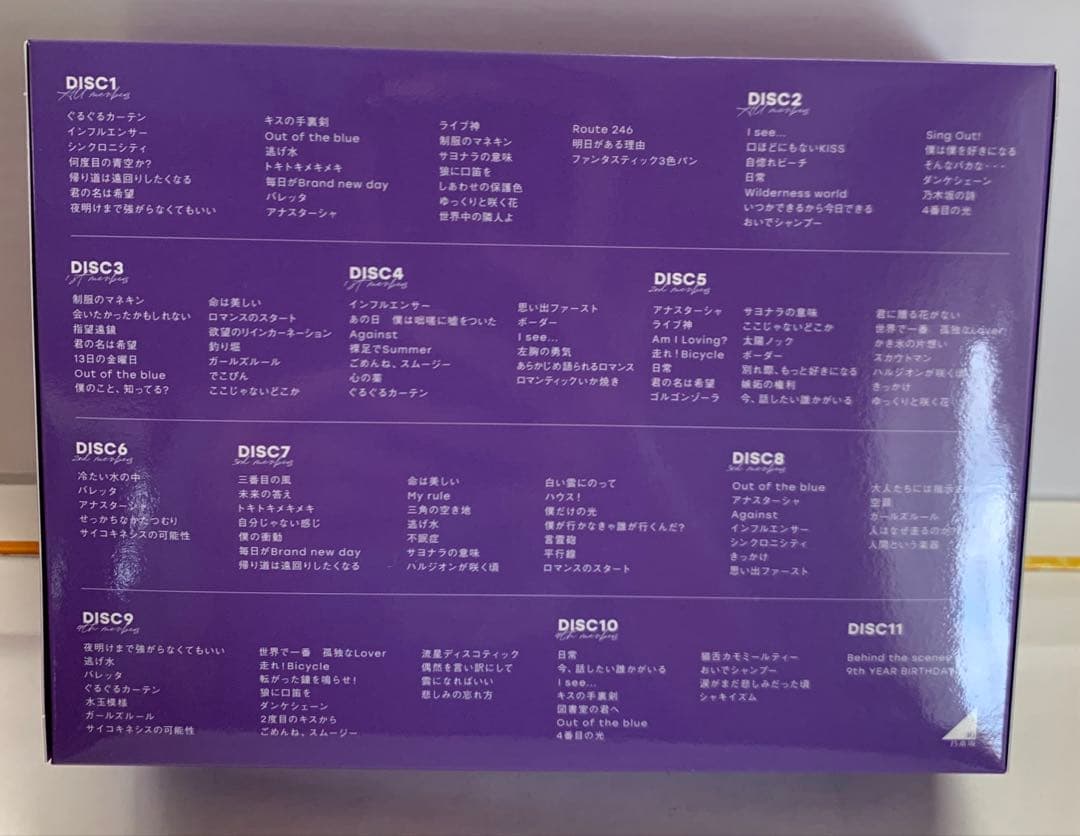 DISC1
All members
ぐるぐるカーテン
インフルエンサー
シンクロニシティ
何度目の青空か?
帰り道は遠回りしたくなる
君の名は希望
夜明けまで強がらなくてもいい
キスの手裏剣
Out of the blue
逃げ水
トキトキメキメキ
毎日がBrand new day
バレッタ
アナスターシャ
ライブ神
制服のマネキン
サヨナラの意味
狼に口笛を
しあわせの保護色
ゆっくりと咲く花
世界中の隣人よ
Route 246
明日がある理由
ファンタスティック3色パン
DISC2
All members
I see...
口ほどにもないKISS
自惚れビーチ
日常
Wilderness world
いつかできるから今日できる
おいでシャンプー
Sing Out!
僕は僕を好きになる
そんなバカな・・・
ダンケシェーン
乃木坂の詩
4番目の光
DISC3
1st members
制服のマネキン
会いたかったかもしれない
指望遠鏡
君の名は希望
13日の金曜日
Out of the blue
僕のこと、知ってる?
命は美しい
ロマンスのスタート
欲望のリインカーネーション
釣り堀
ガールズルール
でこぴん
ここじゃないどこか
DISC4
1st members
インフルエンサー
あの日 僕は咄嗟に嘘をついた
Against
裸足でSummer
ごめんね、スムージー
心の薬
ぐるぐるカーテン
思い出ファースト
ボーダー
I see...
左胸の勇気
あらかじめ語られるロマンス
ロマンティックいか焼き
DISC5
2nd members
アナスターシャ
ライブ神
Am I Loving?
走れ!Bicycle
日常
君の名は希望
ゴルゴンゾーラ
サヨナラの意味
ここじゃないどこか
太陽ノック
ボーダー
別れ際、もっと好きになる
嫉妬の権利
今、話したい誰かがいる
君に贈る花がない
世界で一番 孤独なLover
かき氷の片想い
スカウトマン
ハルジオンが咲く頃
きっかけ
ゆっくりと咲く花
DISC6
2nd members
冷たい水の中
バレッタ
アナスターシャ
せっかちなかたつむり
サイコキネシスの可能性
DISC7
3rd members
三番目の風
未来の答え
トキトキメキメキ
自分じゃない感じ
僕の衝動
毎日がBrand new day
帰り道は遠回りしたくなる
命は美しい
My rule
三角の空き地
逃げ水
不眠症
サヨナラの意味
ハルジオンが咲く頃
白い雲にのって
ハウス!
僕だけの光
僕が行かなきゃ誰が行くんだ?
言霊砲
平行線
ロマンスのスタート
DISC8
3rd members
Out of the blue
アナスターシャ
Against
インフルエンサー
シンクロニシティ
きっかけ
思い出ファースト
大人たちには指示
空扉
ガールズルール
人はなぜ走るのか
人間という楽器
DISC9
4th members
夜明けまで強がらなくてもいい
逃げ水
バレッタ
ぐるぐるカーテン
水玉模様
ガールズルール
サイコキネシスの可能性
世界で一番 孤独なLover
走れ!Bicycle
転がった鐘を鳴らせ!
狼に口笛を
ダンケシェーン
2度目のキスから
ごめんね、スムージー
流星ディスコティック
偶然を言い訳にして
雲になればいい
悲しみの忘れ方
DISC10
4th members
日常
今、話したい誰かがいる
I see...
キスの手裏剣
図書室の君へ
Out of the blue
4番目の光
猫舌カモミールティー
おいでシャンプー
涙がまだ悲しみだった頃
シャキイズム
DISC11
Behind the scenes
9th YEAR BIRTHDAY
乃木坂